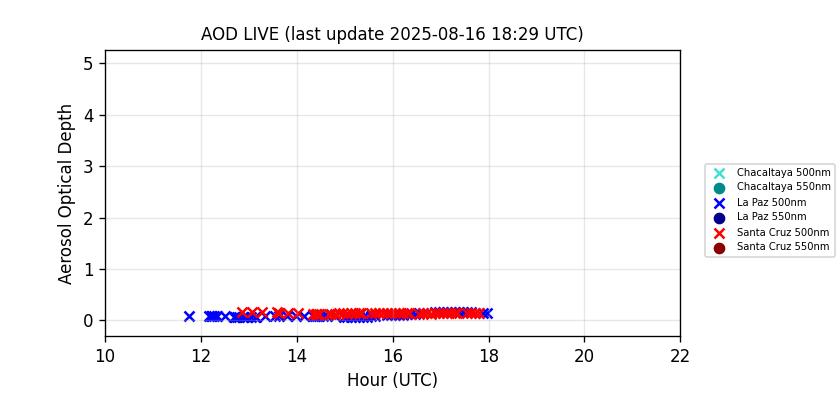 AOD LIVE (last update 2025-08-16 18:29 UTC)
Aerosol Optical Depth
5
4
3
2
1
0
10 12 14 16 18 20 22
Hour (UTC)
Chacaltaya 500nm
Chacaltaya 550nm
La Paz 500nm
La Paz 550nm
Santa Cruz 500nm
Santa Cruz 550nm